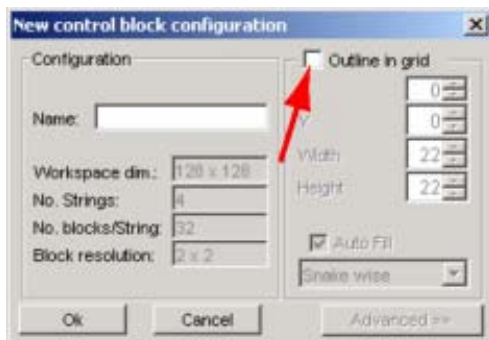 New control block configuration
Configuration
Name:
Workspace dim.: 128 x 128
No. Strings: 4
No. blocks/String: 32
Block resolution: 2 x 2
Outline in grid
0
Y 0
Width 22
Height 22
Auto Fill
Snake wise
Ok
Cancel
Advanced >>